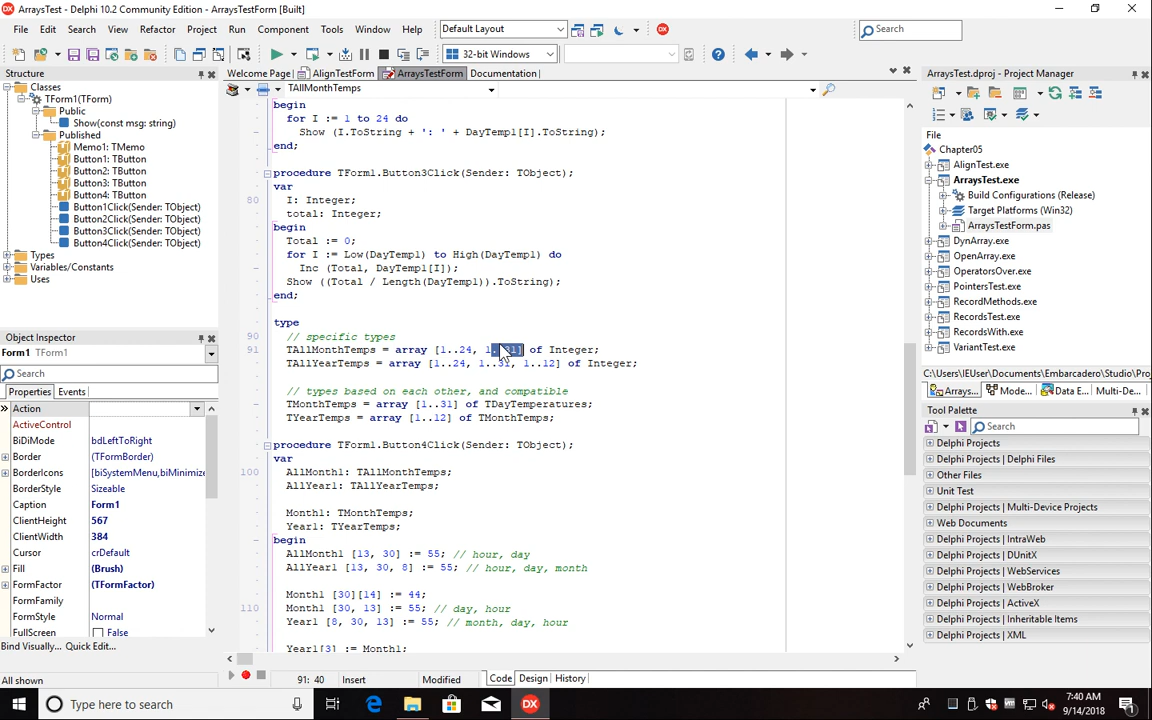 ArraysTest - Delphi 10.2 Community Edition - ArraysTestForm [Built]
File Edit Search View Refactor Project Run Component Tools Window Help Default Layout Search
32-bit Windows
Structure
Classes
TForm1(TForm)
Public
Show(const msg: string)
Published
Memo1: TMemo
Button1: TButton
Button2: TButton
Button3: TButton
Button4: TButton
Button1Click(Sender: TObject)
Button2Click(Sender: TObject)
Button3Click(Sender: TObject)
Button4Click(Sender: TObject)
Types
Variables/Constants
Uses
Object Inspector
Form1 TForm1
Search
Properties Events
Action
ActiveControl
BiDiMode bdLeftToRight
Border (TFormBorder)
BorderIcons [biSystemMenu,biMinimize
BorderStyle Sizeable
Caption Form1
ClientHeight 567
ClientWidth 384
Cursor crDefault
Fill (Brush)
FormFactor (TFormFactor)
FormFamily
FormStyle Normal
FullScreen False
Bind Visually... Quick Edit...
All shown
Welcome Page AlignTestForm ArraysTestForm Documentation
TAllMonthTemps
begin
for I := 1 to 24 do
Show (I.ToString + ': ' + DayTemp1[I].ToString);
end;
procedure TForm1.Button3Click(Sender: TObject);
var
80 I: Integer;
total: Integer;
begin
Total := 0;
for I := Low(DayTemp1) to High(DayTemp1) do
Inc (Total, DayTemp1[I]);
Show ((Total / Length(DayTemp1)).ToString);
end;
type
90 // specific types
91 TAllMonthTemps = array [1..24, 1..31] of Integer;
TAllYearTemps = array [1..24, 1..31, 1..12] of Integer;
// types based on each other, and compatible
TMonthTemps = array [1..31] of TDayTemperatures;
TYearTemps = array [1..12] of TMonthTemps;
procedure TForm1.Button4Click(Sender: TObject);
var
100 AllMonth1: TAllMonthTemps;
AllYear1: TAllYearTemps;
Month1: TMonthTemps;
Year1: TYearTemps;
begin
AllMonth1 [13, 30] := 55; // hour, day
AllYear1 [13, 30, 8] := 55; // hour, day, month
Month1 [30][14] := 44;
110 Month1 [30, 13] := 55; // day, hour
Year1 [8, 30, 13] := 55; // month, day, hour
Year1[3] := Month1;
91: 40 Insert Modified Code Design History
ArraysTest.dproj - Project Manager
File
Chapter05
AlignTest.exe
ArraysTest.exe
Build Configurations (Release)
Target Platforms (Win32)
ArraysTestForm.pas
DynArray.exe
OpenArray.exe
OperatorsOver.exe
PointersTest.exe
RecordMethods.exe
RecordsTest.exe
RecordsWith.exe
VariantTest.exe
C:\Users\IEUser\Documents\Embarcadero\Studio\Pro
Arrays... Mode... Data E... Multi-De...
Tool Palette
Search
Delphi Projects
Delphi Projects | Delphi Files
Other Files
Unit Test
Delphi Projects | Multi-Device Projects
Web Documents
Delphi Projects | IntraWeb
Delphi Projects | DUnitX
Delphi Projects | WebServices
Delphi Projects | WebBroker
Delphi Projects | ActiveX
Delphi Projects | Inheritable Items
Delphi Projects | XML
Type here to search
DX
7:40 AM
9/14/2018